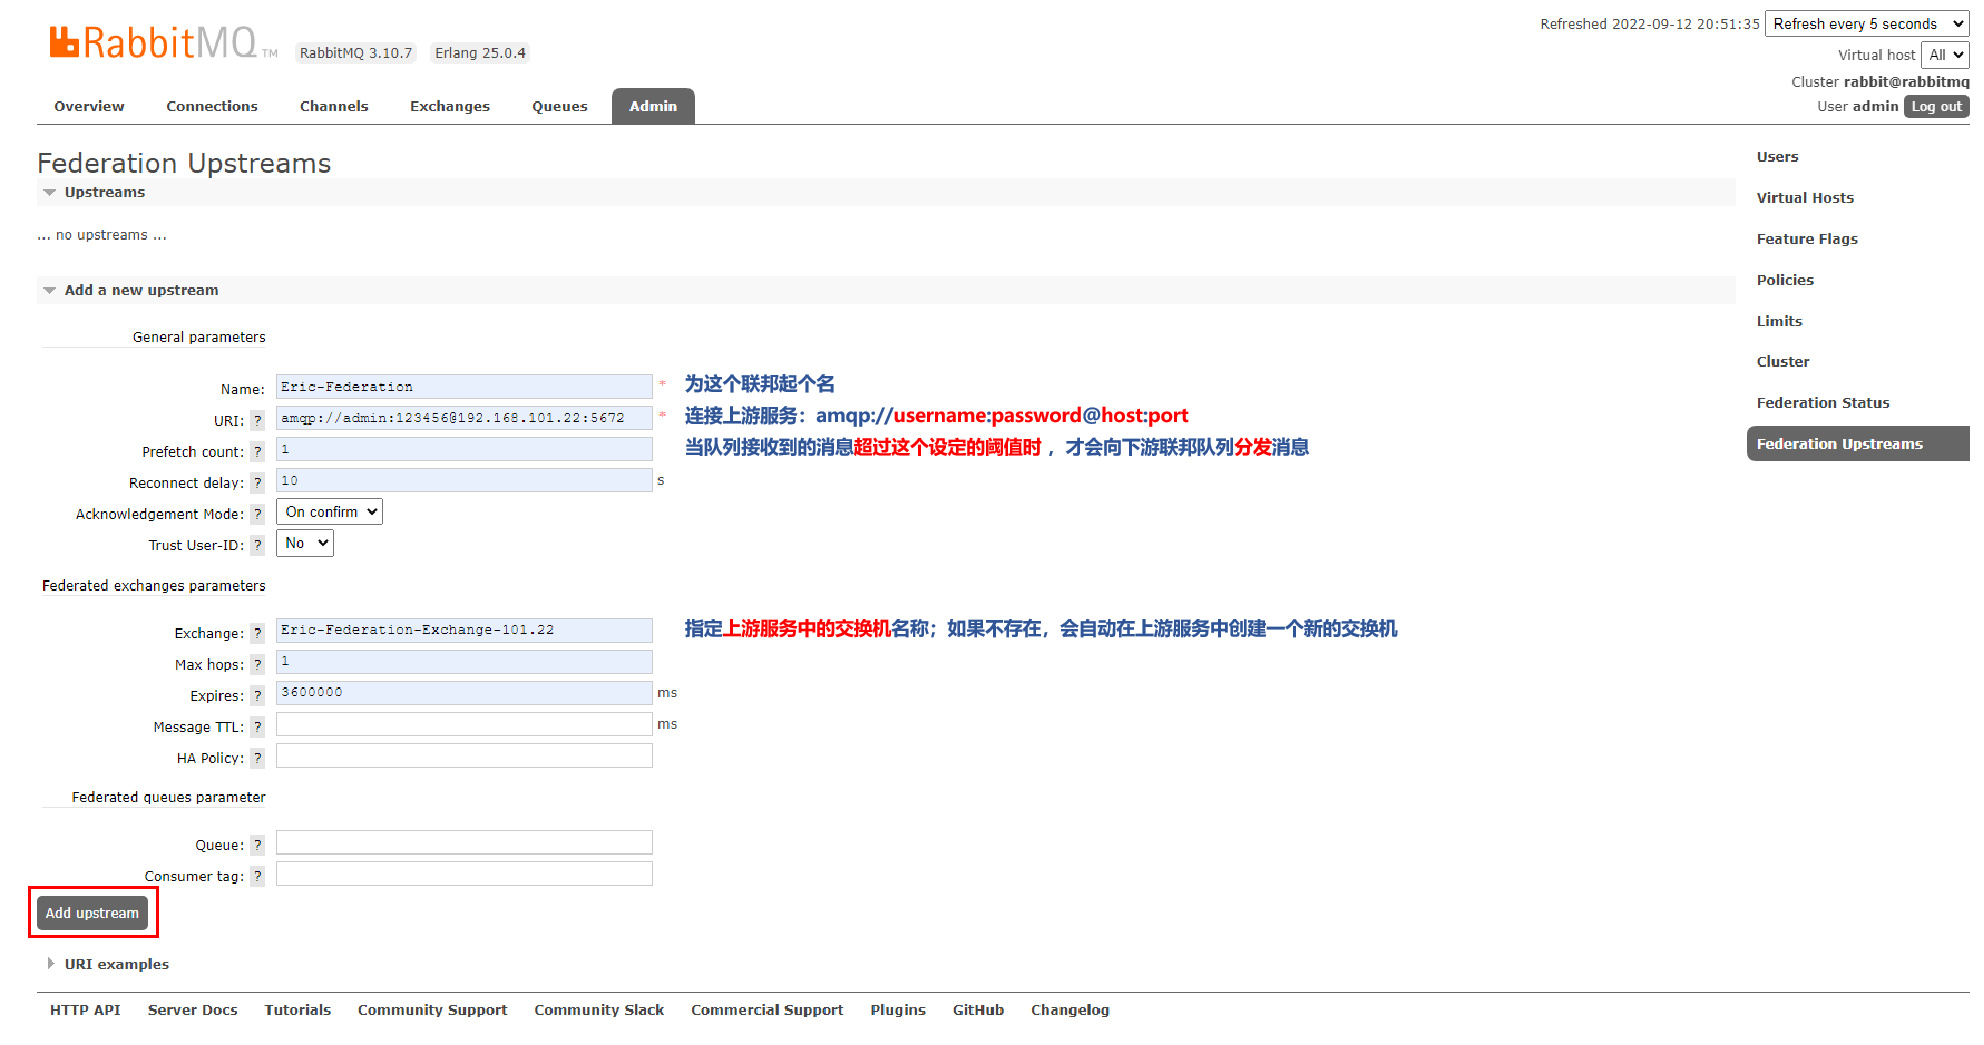 Refreshed 2022-09-12 20:51:35 Refresh every 5 seconds
RabbitMQ TM RabbitMQ 3.10.7 Erlang 25.0.4
Virtual host All
Cluster rabbit@rabbitmq
User admin Log out
Overview Connections Channels Exchanges Queues Admin
Federation Upstreams
Upstreams
... no upstreams ...
Add a new upstream
General parameters
Name: Eric-Federation * 为这个联邦起个名
URI: ? amqp://admin:123456@192.168.101.22:5672 * 连接上游服务：amqp://username:password@host:port
Prefetch count: ? 1 当队列接收到的消息超过这个设定的阈值时，才会向下游联邦队列分发消息
Reconnect delay: ? 10 s
Acknowledgement Mode: ? On confirm
Trust User-ID: ? No
Federated exchanges parameters
Exchange: ? Eric-Federation-Exchange-101.22 指定上游服务中的交换机名称；如果不存在，会自动在上游服务中创建一个新的交换机
Max hops: ? 1
Expires: ? 3600000 ms
Message TTL: ? ms
HA Policy: ?
Federated queues parameter
Queue: ?
Consumer tag: ?
Add upstream
URI examples
Users
Virtual Hosts
Feature Flags
Policies
Limits
Cluster
Federation Status
Federation Upstreams
HTTP API Server Docs Tutorials Community Support Community Slack Commercial Support Plugins GitHub Changelog